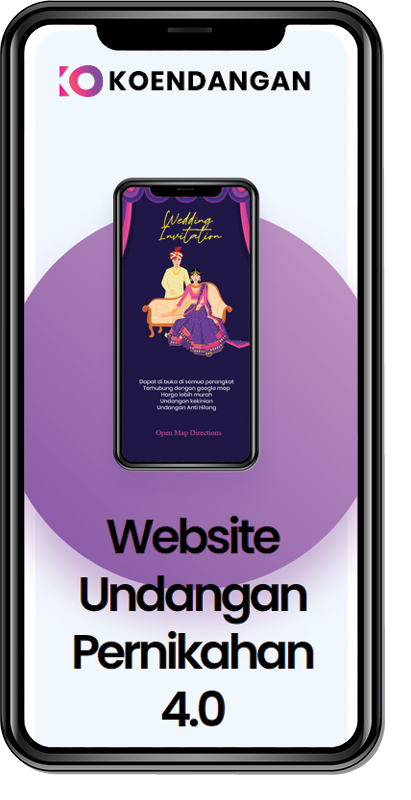 KO KOENDANGAN
Wedding
Invitation
Dapat di buka di semua perangkat
Terhubung dengan google map
Harga lebih murah
Undangan kekinian
Undangan Anti Hilang
Open Map Directions
Website
Undangan
Pernikahan
4.0